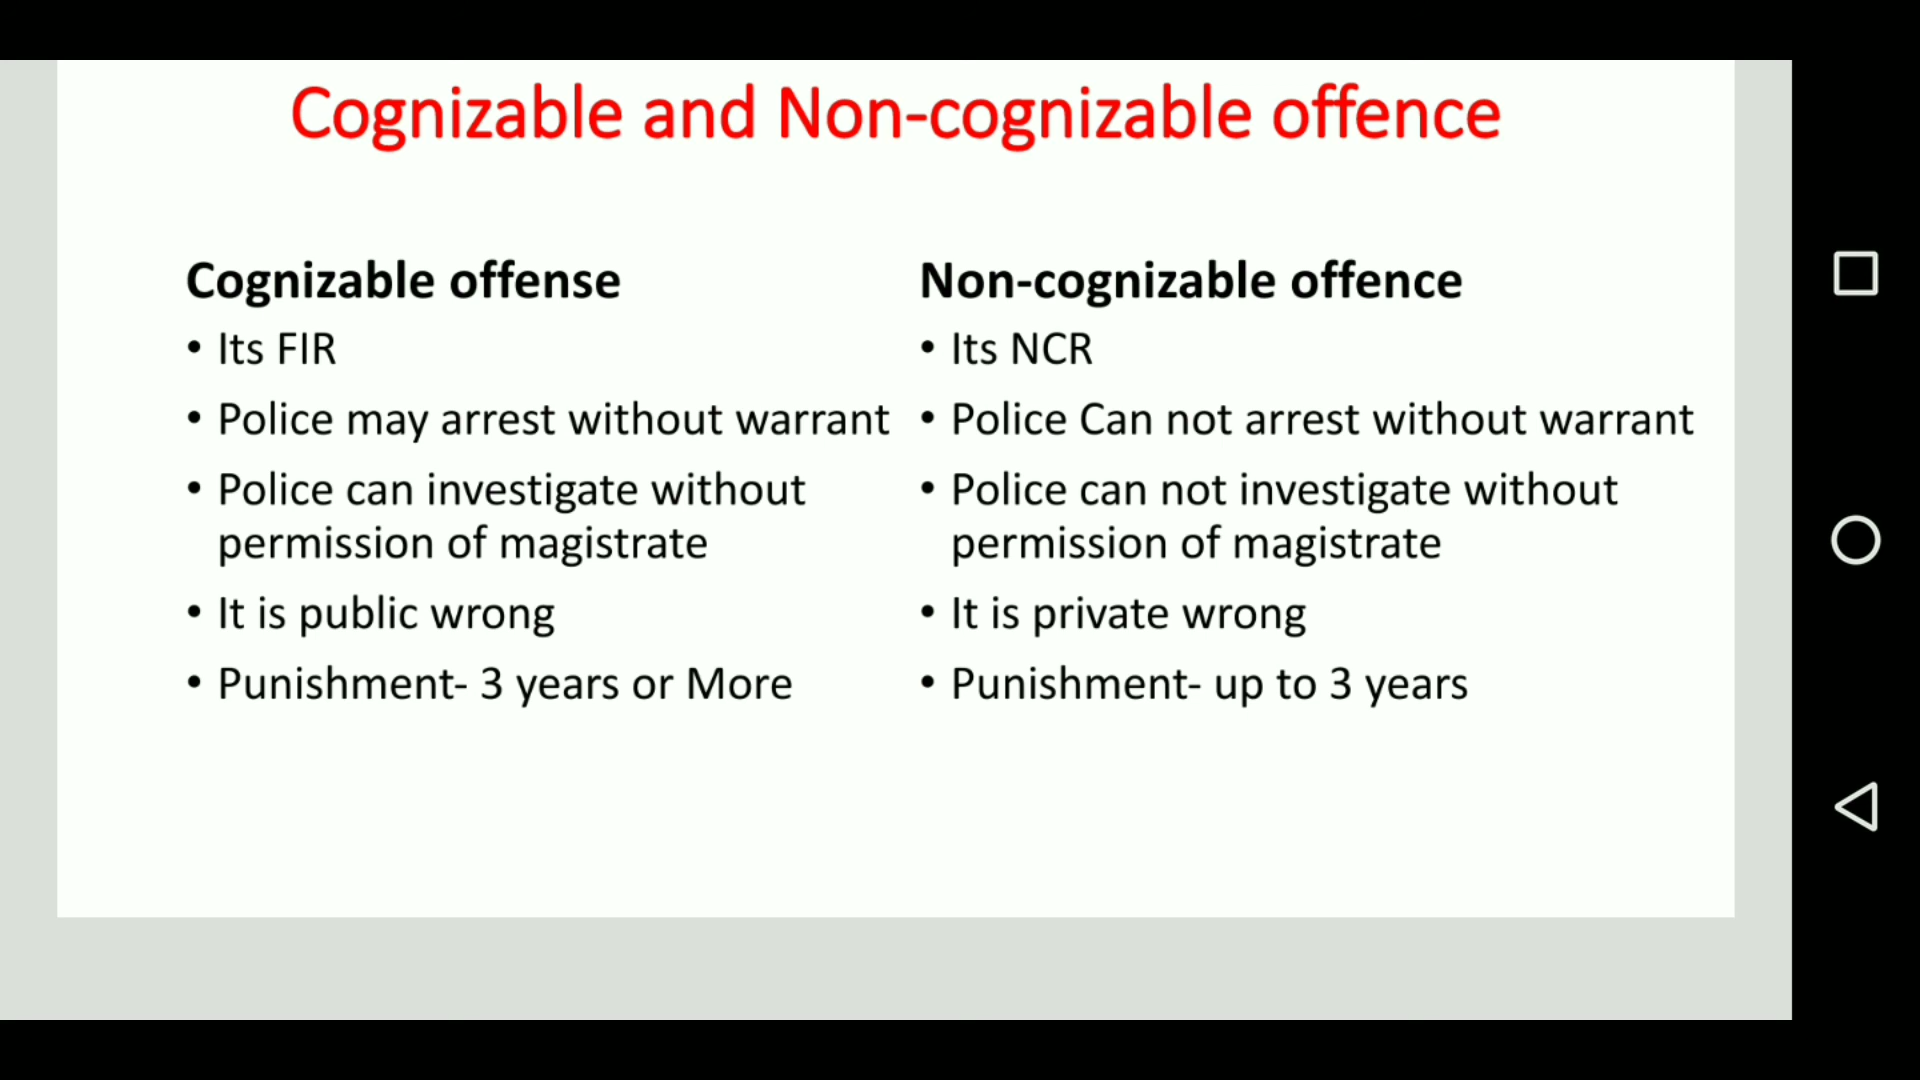 Cognizable and Non-cognizable offence
Cognizable offense
• Its FIR
• Police may arrest without warrant
• Police can investigate without
permission of magistrate
• It is public wrong
• Punishment- 3 years or More
Non-cognizable offence
• Its NCR
• Police Can not arrest without warrant
• Police can not investigate without
permission of magistrate
• It is private wrong
• Punishment- up to 3 years